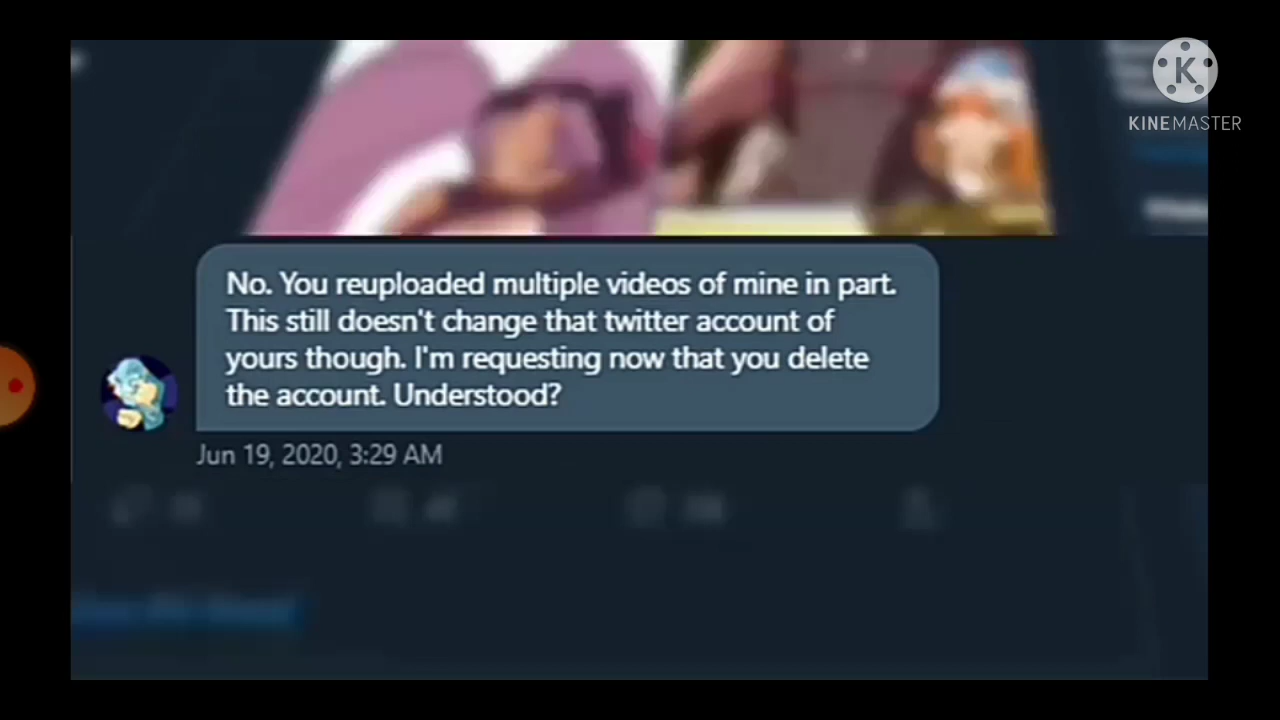 KINEMASTER
No. You reuploaded multiple videos of mine in part.
This still doesn't change that twitter account of
yours though. I'm requesting now that you delete
the account. Understood?
Jun 19, 2020, 3:29 AM